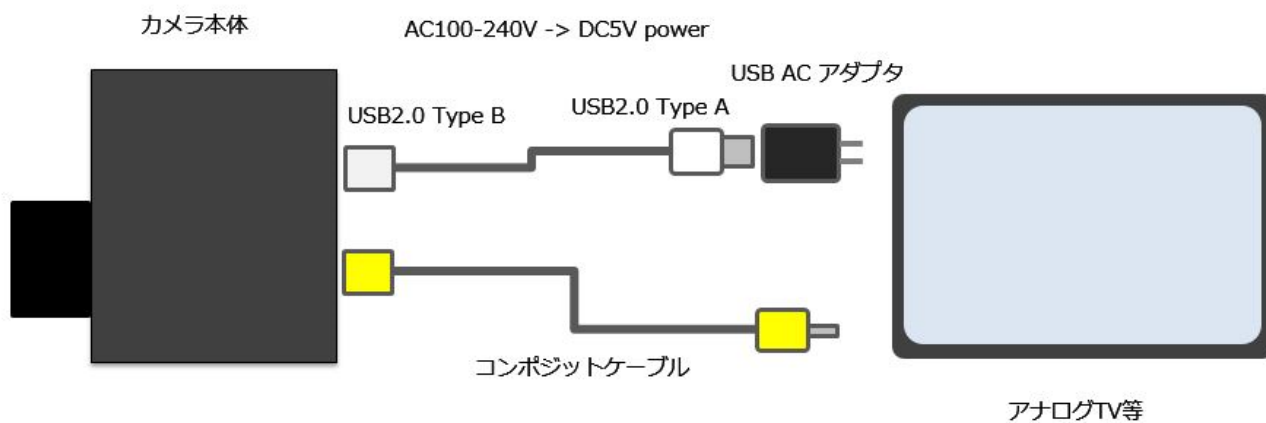 カメラ本体
AC100-240V -> DC5V power
USB AC アダプタ
USB2.0 Type B
USB2.0 Type A
コンポジットケーブル
アナログTV等